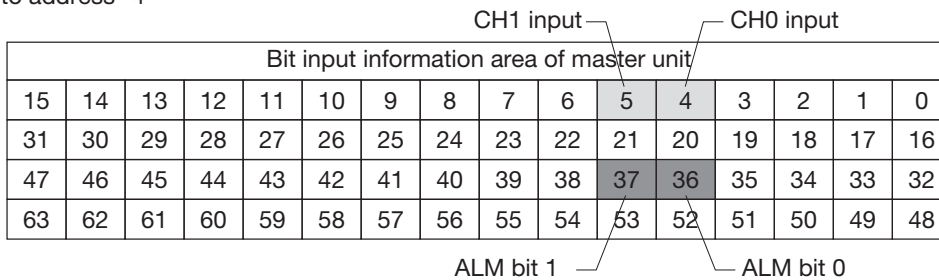 to address "4"
CH1 input CH0 input
Bit input information area of master unit
15 14 13 12 11 10 9 8 7 6 5 4 3 2 1 0
31 30 29 28 27 26 25 24 23 22 21 20 19 18 17 16
47 46 45 44 43 42 41 40 39 38 37 36 35 34 33 32
63 62 61 60 59 58 57 56 55 54 53 52 51 50 49 48
ALM bit 1 ALM bit 0